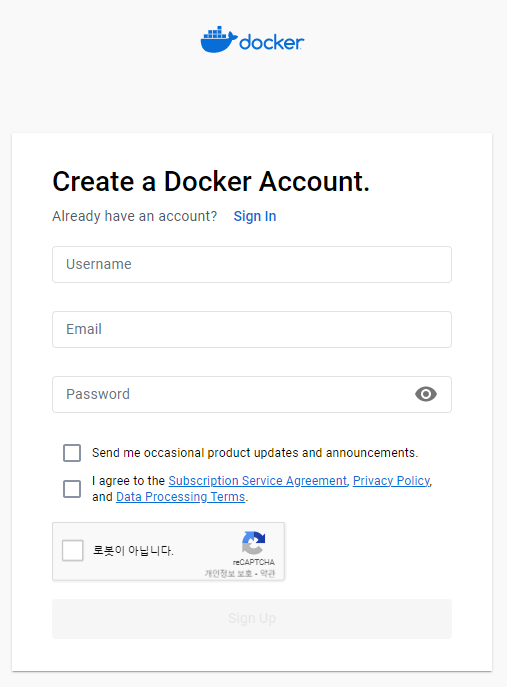 docker
Create a Docker Account.
Already have an account? Sign In
Username
Email
Password
Send me occasional product updates and announcements.
I agree to the Subscription Service Agreement, Privacy Policy,
and Data Processing Terms.
로봇이 아닙니다.
reCAPTCHA
개인정보 보호 - 약관
Sign Up